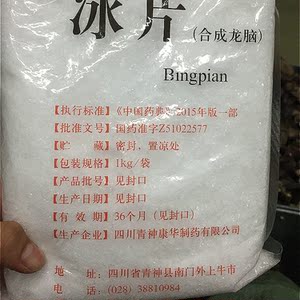 冰片
(合成龙脑)
Bingpian
【执行标准】《中国药典》2015年版一部
【批准文号】国药准字Z51022577
【贮　　藏】密封、置凉处
【包装规格】1kg/袋
【产品批号】见封口
【生产日期】见封口
【有 效 期】36个月(见封口)
【生产企业】四川青神康华制药有限公司
地　址：四川省青神县南门外上牛市
电　话：(028) 38810984